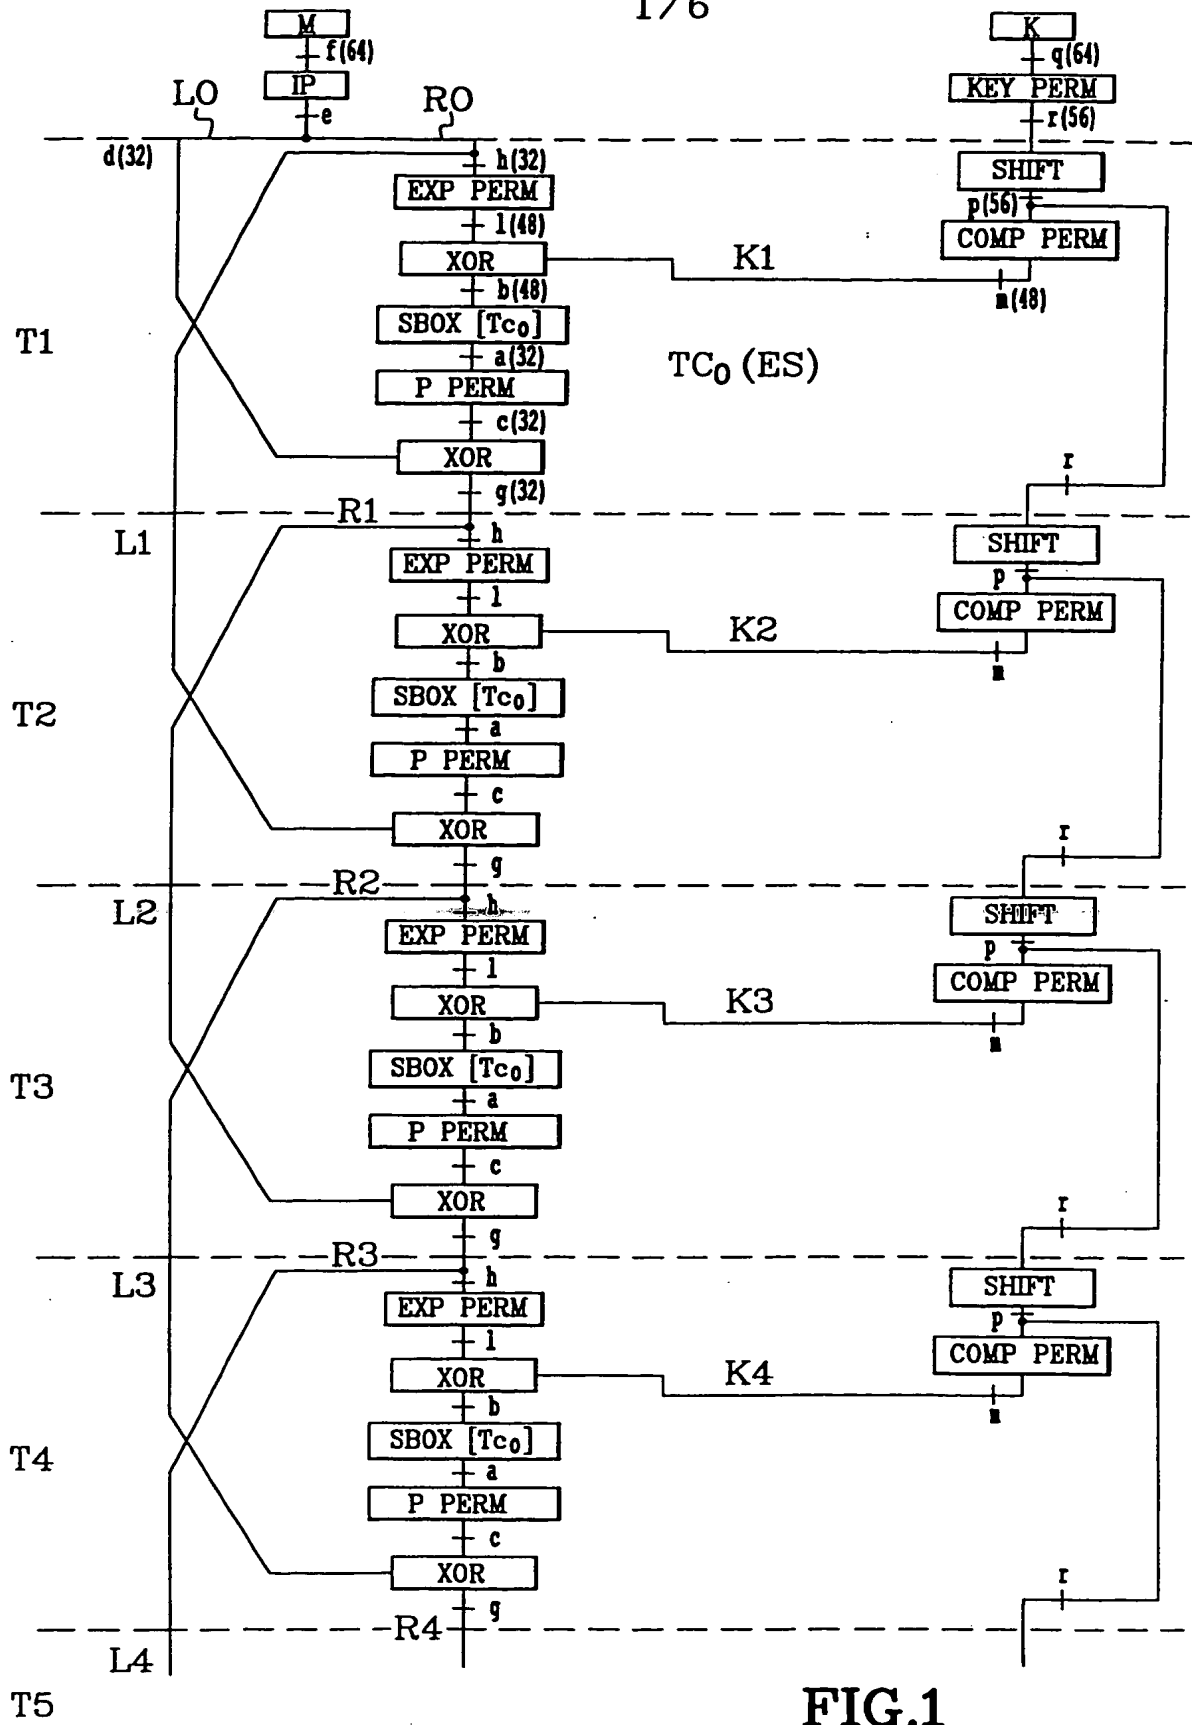 1/6
M
K
f(64)
q(64)
IP
KEY PERM
L0
R0
e
r(56)
d(32)
h(32)
SHIFT
EXP PERM
p(56)
l(48)
COMP PERM
XOR
K1
b(48)
m(48)
SBOX [Tc0]
T1
a(32)
TC0 (ES)
P PERM
c(32)
XOR
r
g(32)
R1
L1
h
SHIFT
EXP PERM
p
l
COMP PERM
XOR
K2
b
m
SBOX [Tc0]
T2
a
P PERM
c
XOR
r
g
R2
L2
h
SHIFT
EXP PERM
p
l
COMP PERM
XOR
K3
b
m
SBOX [Tc0]
T3
a
P PERM
c
XOR
r
g
R3
L3
h
SHIFT
EXP PERM
p
l
COMP PERM
XOR
K4
b
m
SBOX [Tc0]
T4
a
P PERM
c
XOR
r
g
R4
L4
T5
FIG.1